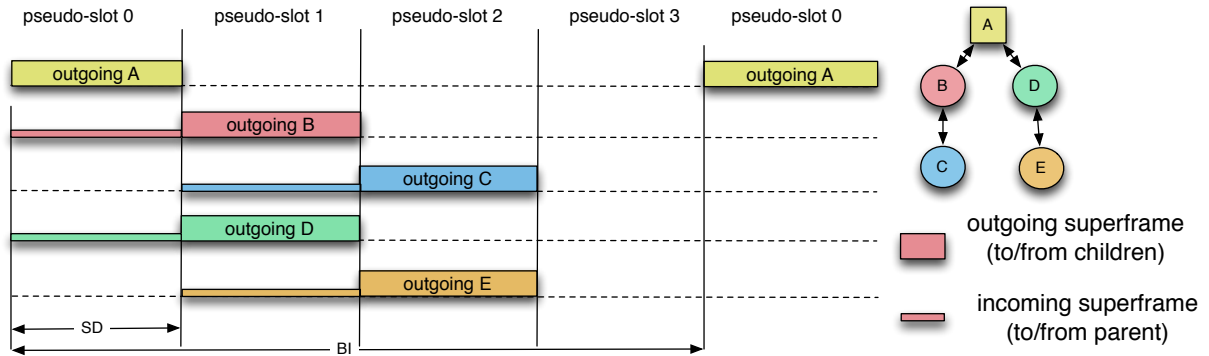 pseudo-slot 0 pseudo-slot 1 pseudo-slot 2 pseudo-slot 3 pseudo-slot 0
outgoing A
outgoing A
outgoing B
outgoing C
outgoing D
outgoing E
SD
BI
A
B
D
C
E
outgoing superframe
(to/from children)
incoming superframe
(to/from parent)